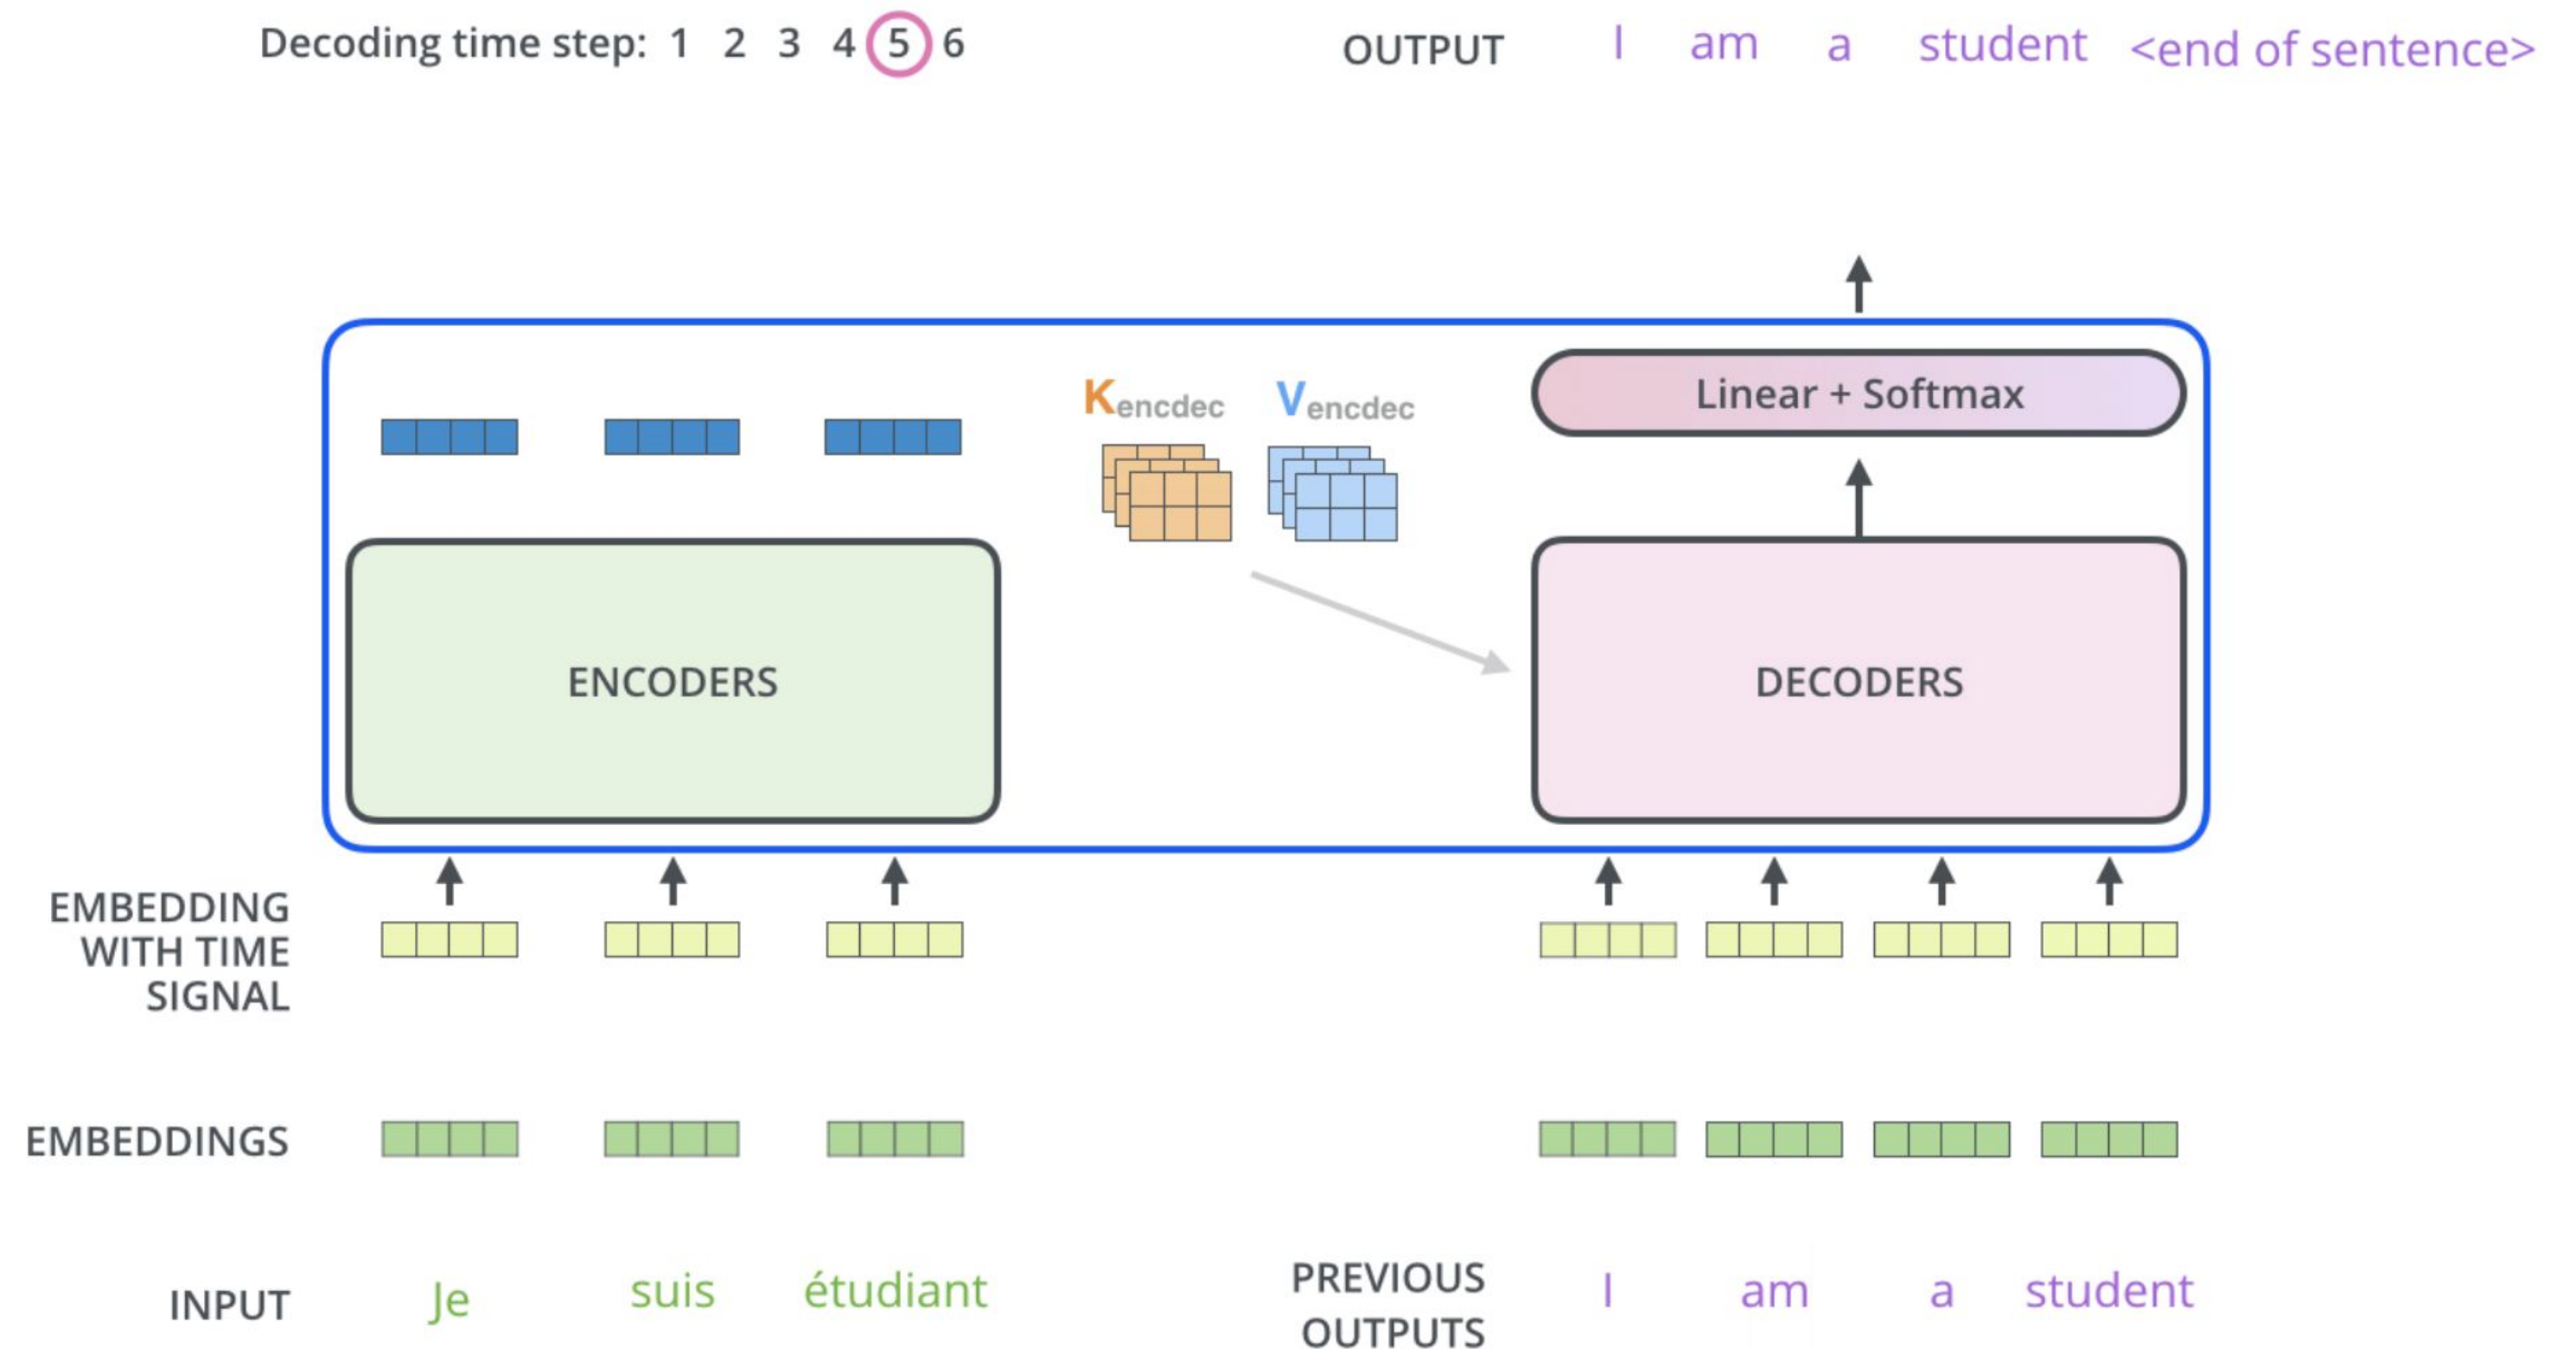 Decoding time step: 1 2 3 4 5 6
OUTPUT I am a student <end of sentence>
Kencdec Vencdec
Linear + Softmax
ENCODERS
DECODERS
EMBEDDING
WITH TIME
SIGNAL
EMBEDDINGS
INPUT Je suis étudiant
PREVIOUS
OUTPUTS
I am a student